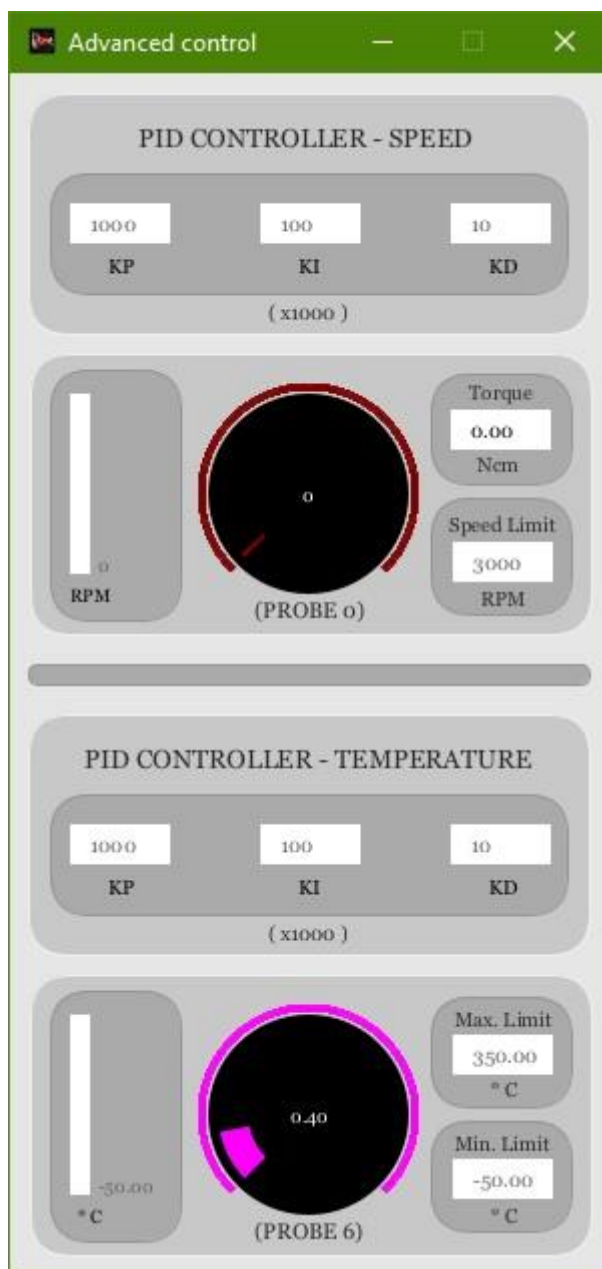 Advanced control
PID CONTROLLER - SPEED
1000 100 10
KP KI KD
( x1000 )
0
RPM
0
(PROBE 0)
Torque
0.00
Ncm
Speed Limit
3000
RPM
PID CONTROLLER - TEMPERATURE
1000 100 10
KP KI KD
( x1000 )
-50.00
° C
0.40
(PROBE 6)
Max. Limit
350.00
° C
Min. Limit
-50.00
° C